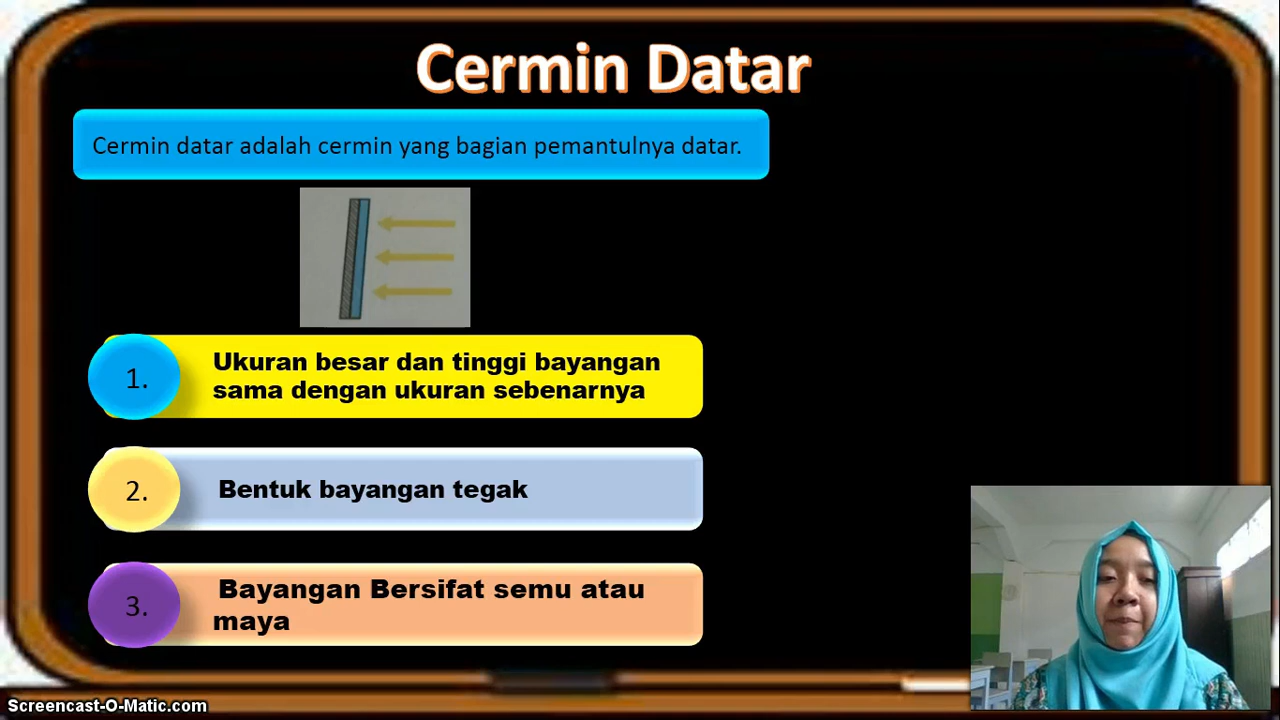 Cermin Datar
Cermin datar adalah cermin yang bagian pemantulnya datar.
1.
Ukuran besar dan tinggi bayangan
sama dengan ukuran sebenarnya
2.
Bentuk bayangan tegak
3.
Bayangan Bersifat semu atau
maya
Screencast-O-Matic.com